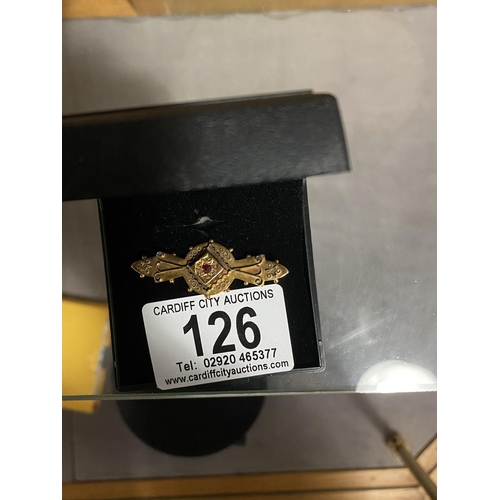 CARDIFF CITY AUCTIONS
126
Tel: 02920 465377
www.cardiffcityauctions.com